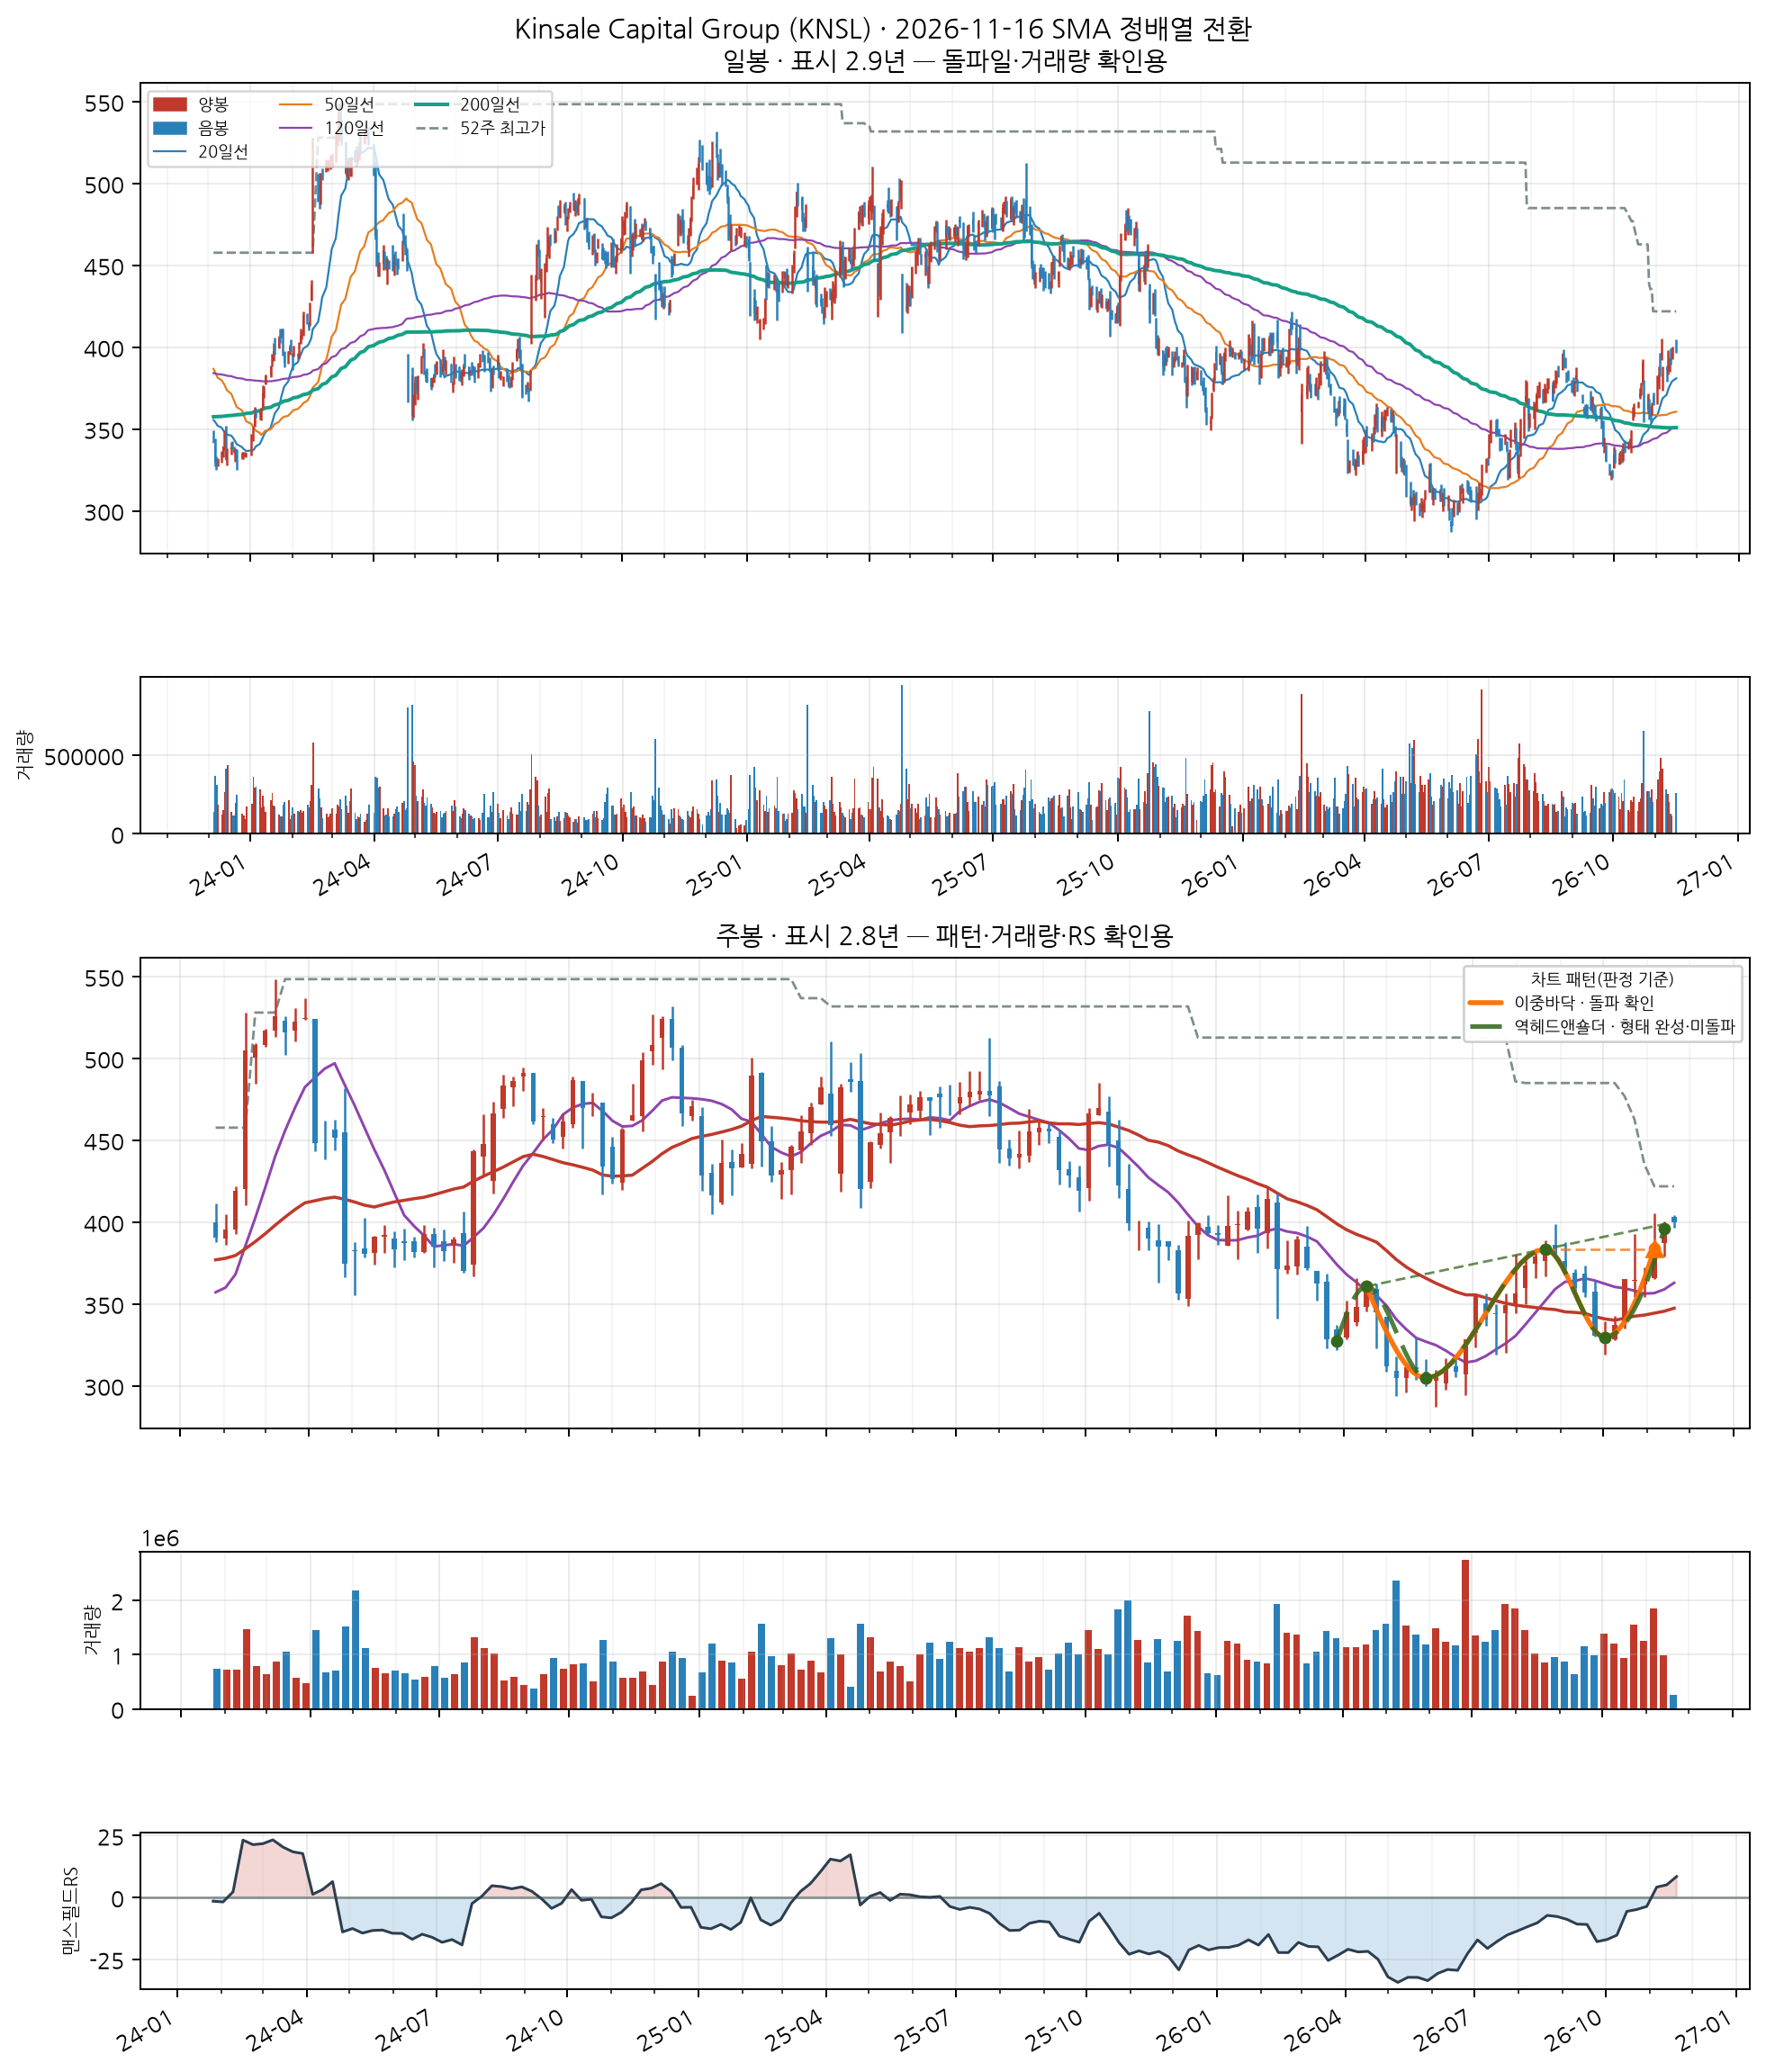 Kinsale Capital Group (KNSL) · 2026-11-16 SMA 정배열 전환
일봉 · 표시 2.9년 — 돌파일·거래량 확인용
양봉
음봉
20일선
50일선
120일선
200일선
52주 최고가
550
500
450
400
350
300
거래량
500000
0
24-01
24-04
24-07
24-10
25-01
25-04
25-07
25-10
26-01
26-04
26-07
26-10
27-01
주봉 · 표시 2.8년 — 패턴·거래량·RS 확인용
차트 패턴(판정 기준)
이중바닥 · 돌파 확인
역헤드앤숄더 · 형태 완성·미돌파
550
500
450
400
350
300
1e6
거래량
2
1
0
맨스필드RS
25
0
-25
24-01
24-04
24-07
24-10
25-01
25-04
25-07
25-10
26-01
26-04
26-07
26-10
27-01